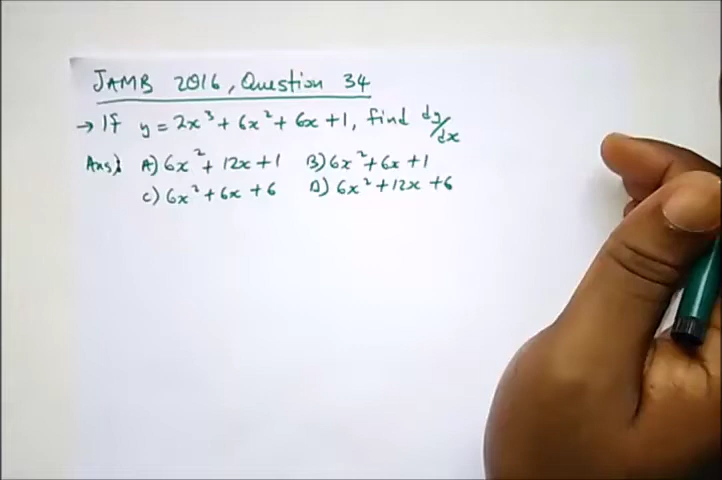 JAMB 2016, Question 34
→ If y = 2x³ + 6x² + 6x + 1, find dy/dx
Ans: A) 6x² + 12x + 1 B) 6x² + 6x + 1
C) 6x² + 6x + 6 D) 6x² + 12x + 6